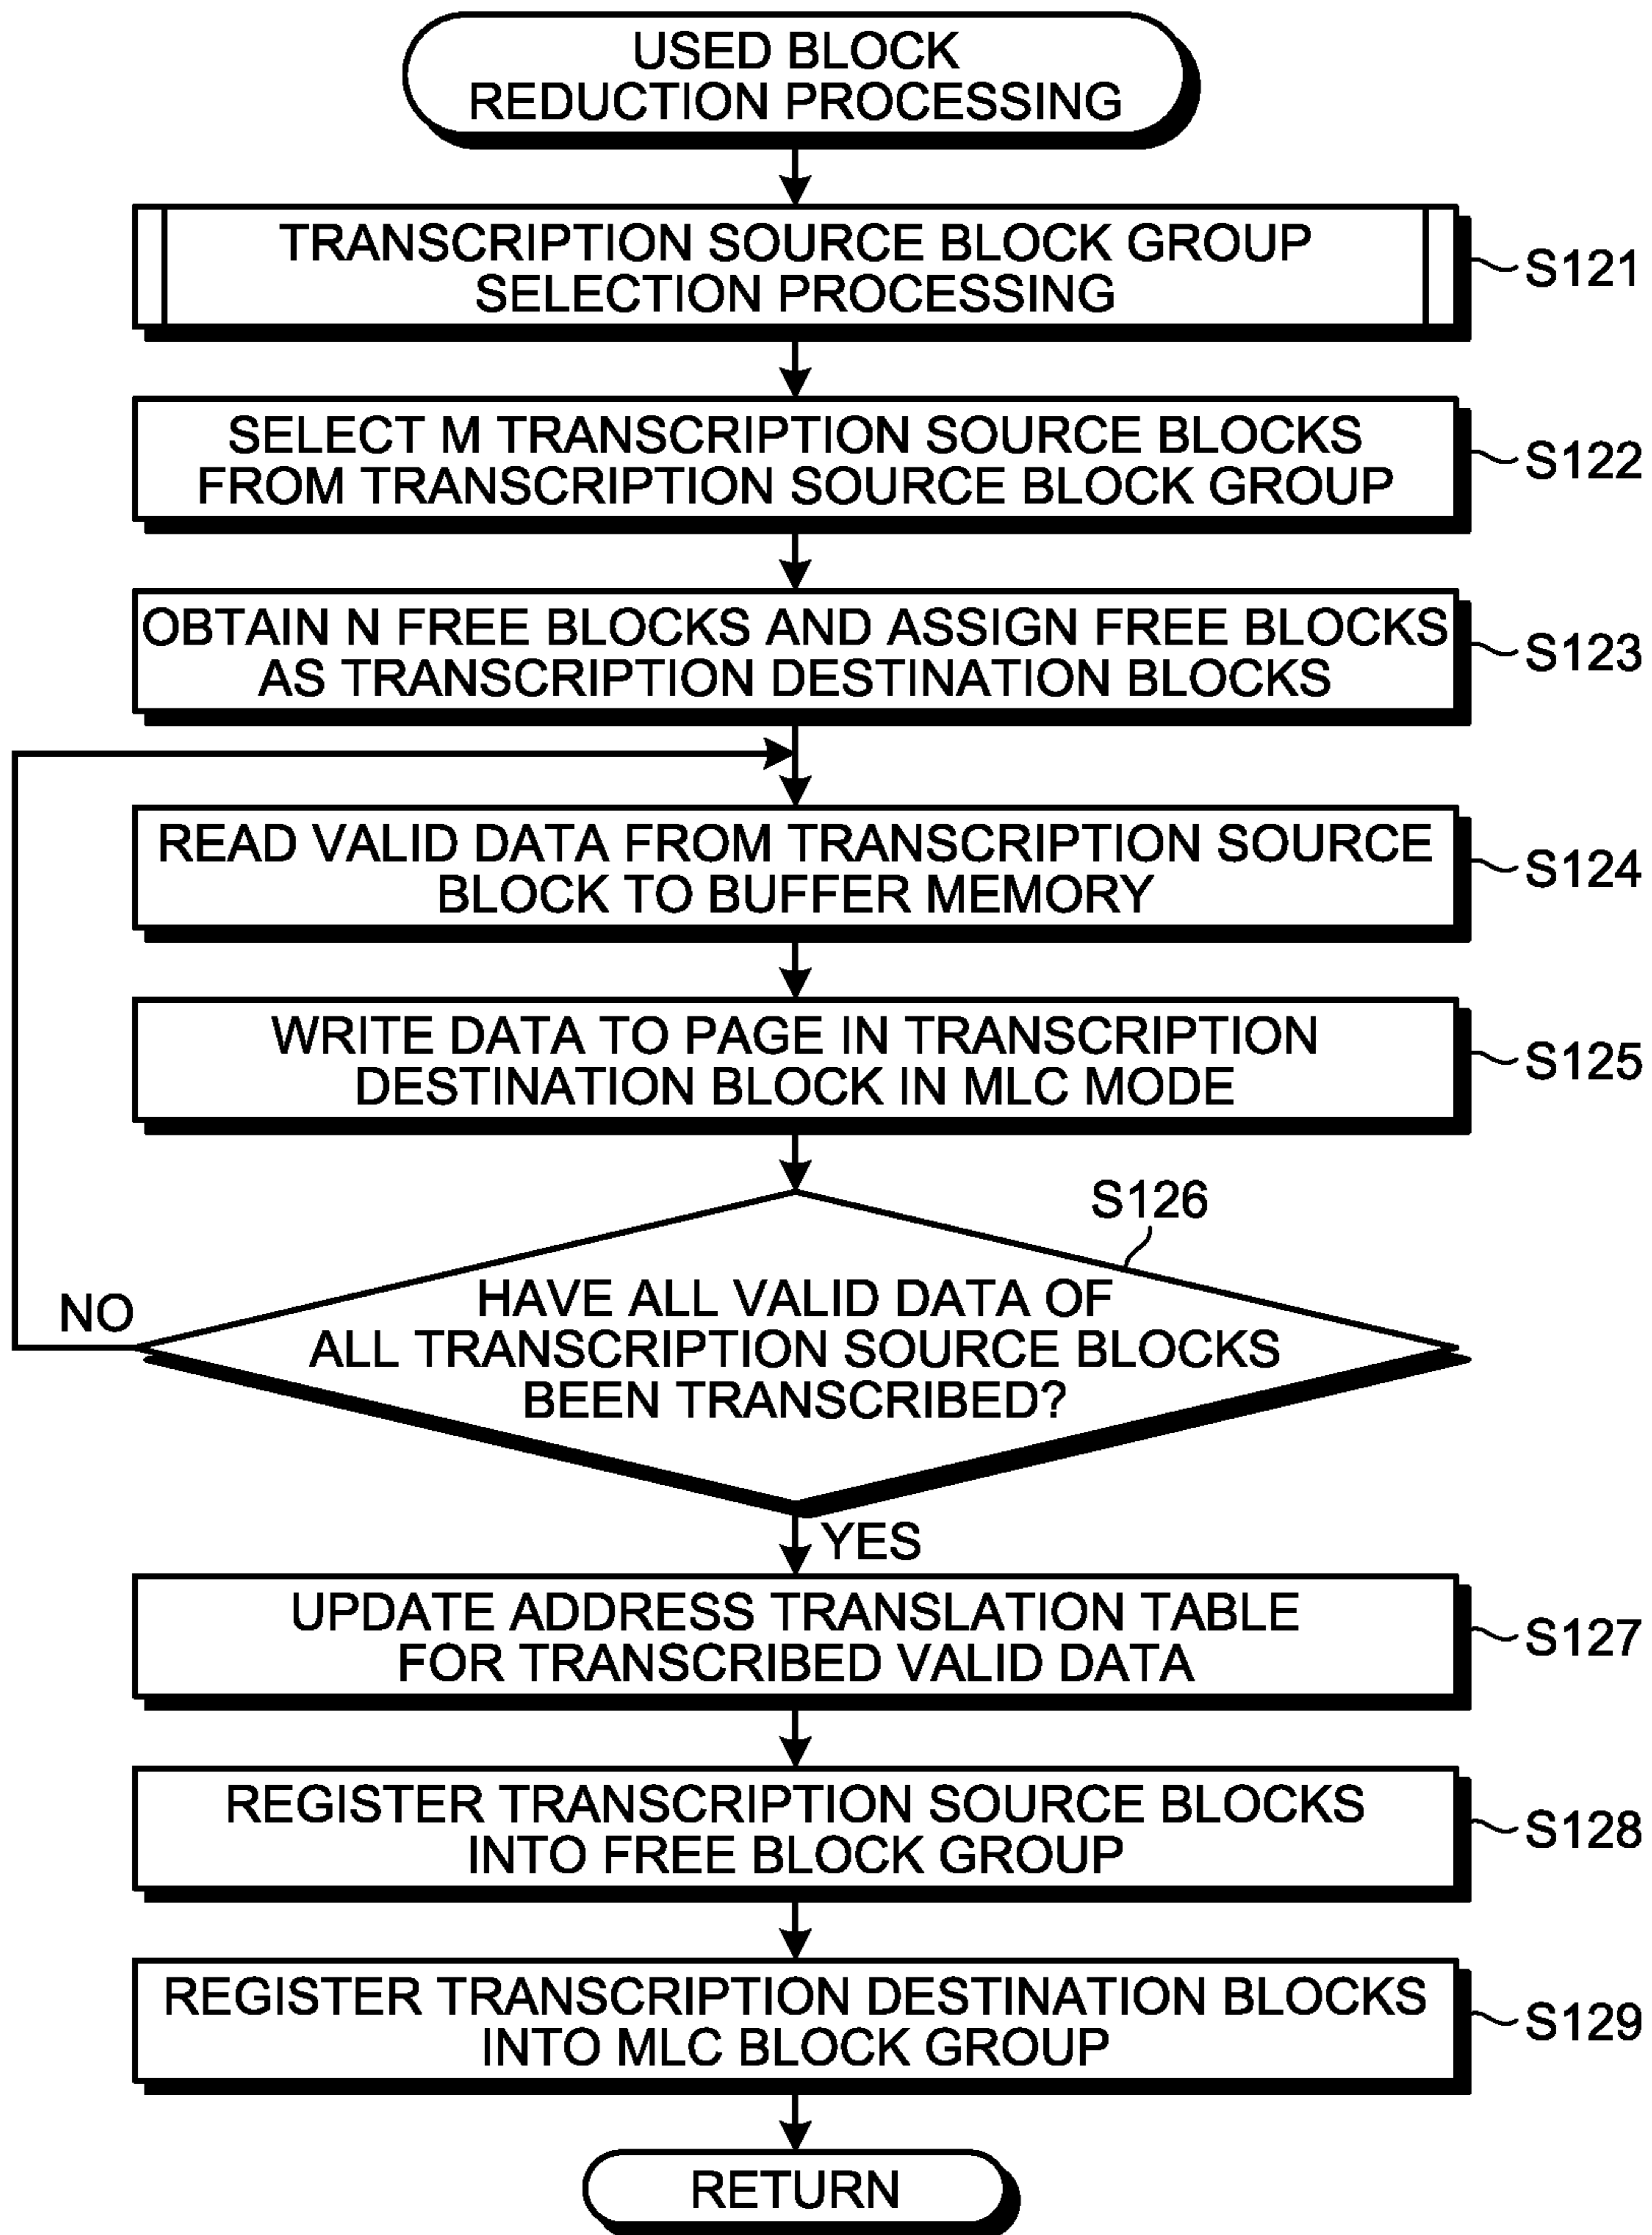 USED BLOCK
REDUCTION PROCESSING
TRANSCRIPTION SOURCE BLOCK GROUP
SELECTION PROCESSING
S121
SELECT M TRANSCRIPTION SOURCE BLOCKS
FROM TRANSCRIPTION SOURCE BLOCK GROUP
S122
OBTAIN N FREE BLOCKS AND ASSIGN FREE BLOCKS
AS TRANSCRIPTION DESTINATION BLOCKS
S123
READ VALID DATA FROM TRANSCRIPTION SOURCE
BLOCK TO BUFFER MEMORY
S124
WRITE DATA TO PAGE IN TRANSCRIPTION
DESTINATION BLOCK IN MLC MODE
S125
S126
HAVE ALL VALID DATA OF
ALL TRANSCRIPTION SOURCE BLOCKS
BEEN TRANSCRIBED?
NO
YES
UPDATE ADDRESS TRANSLATION TABLE
FOR TRANSCRIBED VALID DATA
S127
REGISTER TRANSCRIPTION SOURCE BLOCKS
INTO FREE BLOCK GROUP
S128
REGISTER TRANSCRIPTION DESTINATION BLOCKS
INTO MLC BLOCK GROUP
S129
RETURN